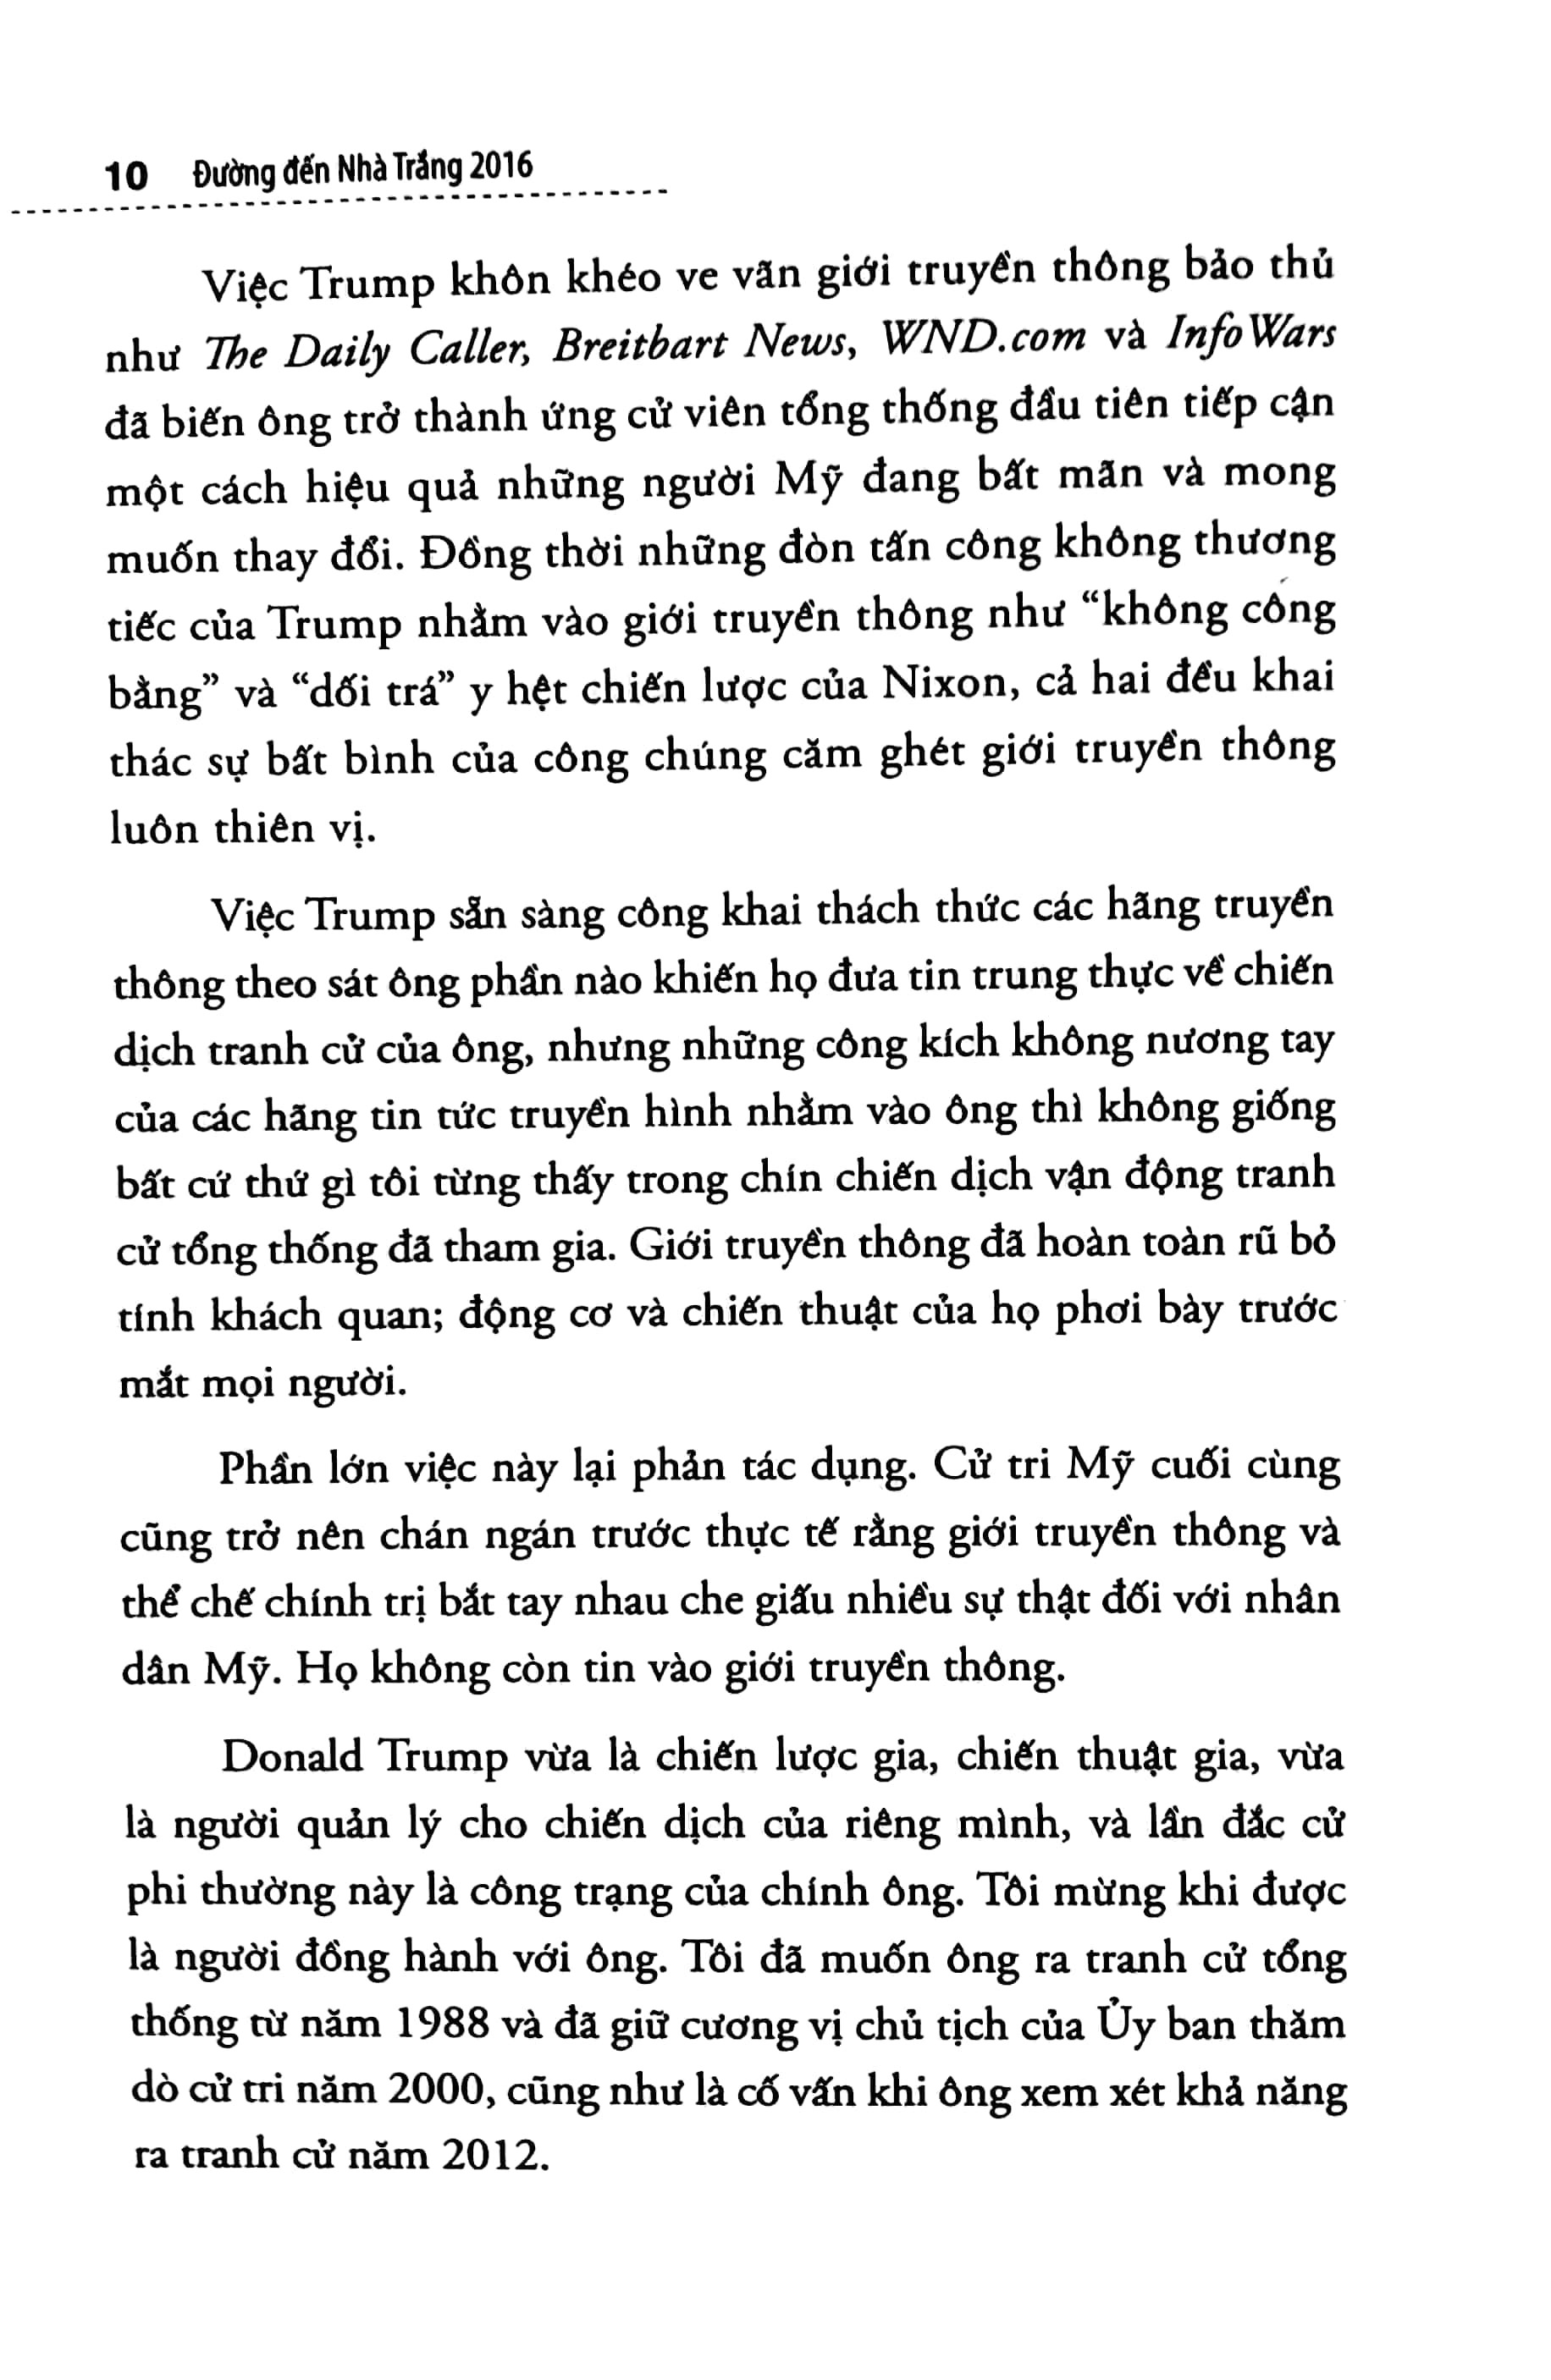 10 Đường đến Nhà Trắng 2016
Việc Trump khôn khéo ve vãn giới truyền thông bảo thủ
như The Daily Caller, Breitbart News, WND.com và InfoWars
đã biến ông trở thành ứng cử viên tổng thống đầu tiên tiếp cận
một cách hiệu quả những người Mỹ đang bất mãn và mong
muốn thay đổi. Đồng thời những đòn tấn công không thương
tiếc của Trump nhằm vào giới truyền thông như “không công
bằng” và “dối trá” y hệt chiến lược của Nixon, cả hai đều khai
thác sự bất bình của công chúng căm ghét giới truyền thông
luôn thiên vị.
Việc Trump sẵn sàng công khai thách thức các hãng truyền
thông theo sát ông phần nào khiến họ đưa tin trung thực về chiến
dịch tranh cử của ông, nhưng những công kích không nương tay
của các hãng tin tức truyền hình nhằm vào ông thì không giống
bất cứ thứ gì tôi từng thấy trong chín chiến dịch vận động tranh
cử tổng thống đã tham gia. Giới truyền thông đã hoàn toàn rũ bỏ
tính khách quan; động cơ và chiến thuật của họ phơi bày trước
mắt mọi người.
Phần lớn việc này lại phản tác dụng. Cử tri Mỹ cuối cùng
cũng trở nên chán ngán trước thực tế rằng giới truyền thông và
thể chế chính trị bắt tay nhau che giấu nhiều sự thật đối với nhân
dân Mỹ. Họ không còn tin vào giới truyền thông.
Donald Trump vừa là chiến lược gia, chiến thuật gia, vừa
là người quản lý cho chiến dịch của riêng mình, và lần đắc cử
phi thường này là công trạng của chính ông. Tôi mừng khi được
là người đồng hành với ông. Tôi đã muốn ông ra tranh cử tổng
thống từ năm 1988 và đã giữ cương vị chủ tịch của Ủy ban thăm
dò cử tri năm 2000, cũng như là cố vấn khi ông xem xét khả năng
ra tranh cử năm 2012.